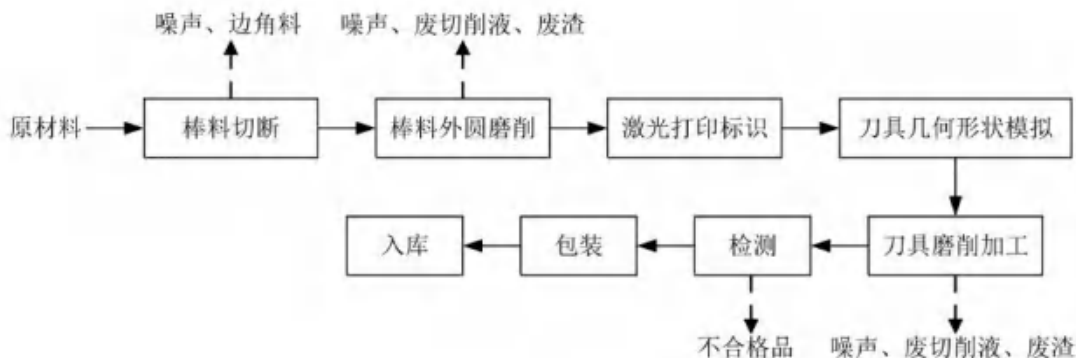 噪声、边角料
噪声、废切削液、废渣
原材料
棒料切断
棒料外圆磨削
激光打印标识
刀具几何形状模拟
入库
包装
检测
刀具磨削加工
不合格品
噪声、废切削液、废渣